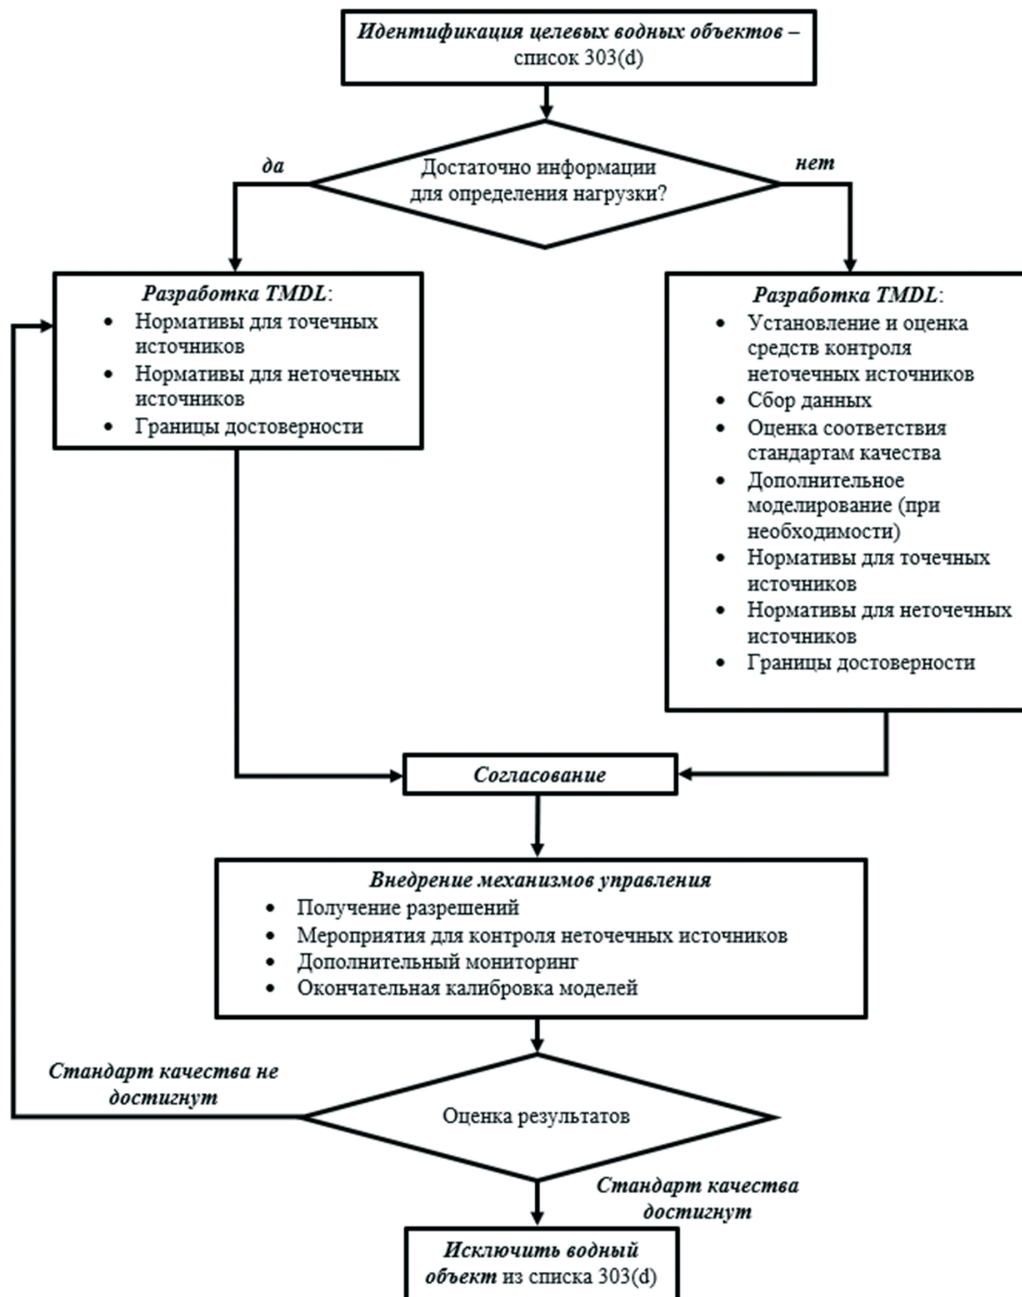 Идентификация целевых водных объектов –
список 303(d)
Достаточно информации
для определения нагрузки?
да
нет
Разработка TMDL:
• Нормативы для точечных
источников
• Нормативы для неточечных
источников
• Границы достоверности
Разработка TMDL:
• Установление и оценка
средств контроля
неточечных источников
• Сбор данных
• Оценка соответствия
стандартам качества
• Дополнительное
моделирование (при
необходимости)
• Нормативы для точечных
источников
• Нормативы для неточечных
источников
• Границы достоверности
Согласование
Внедрение механизмов управления
• Получение разрешений
• Мероприятия для контроля неточечных источников
• Дополнительный мониторинг
• Окончательная калибровка моделей
Стандарт качества не
достигнут
Оценка результатов
Стандарт качества
достигнут
Исключить водный
объект из списка 303(d)